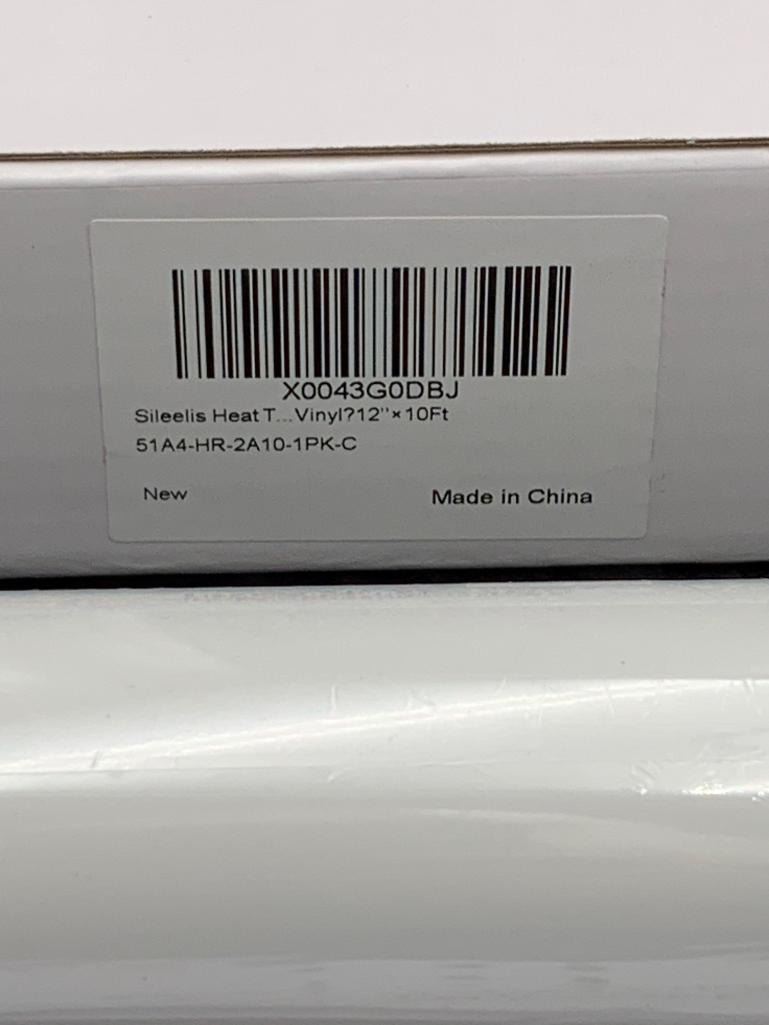 X0043G0DBJ
Sileelis Heat T...Vinyl?12''×10Ft
51A4-HR-2A10-1PK-C
New
Made in China